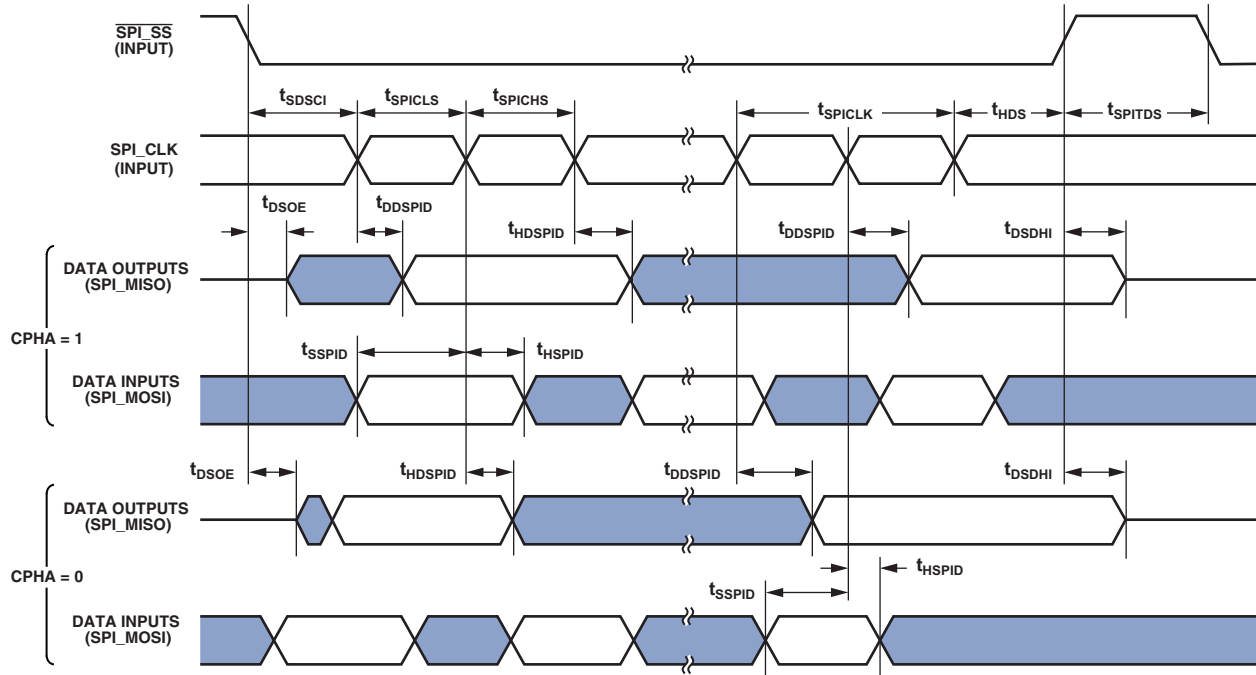 SPI_SS
(INPUT)
tSDSCI tSPICLS tSPICHS tSPICLK tHDS tSPITDS
SPI_CLK
(INPUT)
tDSOE tDDSPID tHDSPID tDDSPID tDSDHI
DATA OUTPUTS
(SPI_MISO)
CPHA = 1
tSSPID tHSPID
DATA INPUTS
(SPI_MOSI)
tDSOE tHDSPID tDDSPID tDSDHI
DATA OUTPUTS
(SPI_MISO)
CPHA = 0
tSSPID tHSPID
DATA INPUTS
(SPI_MOSI)